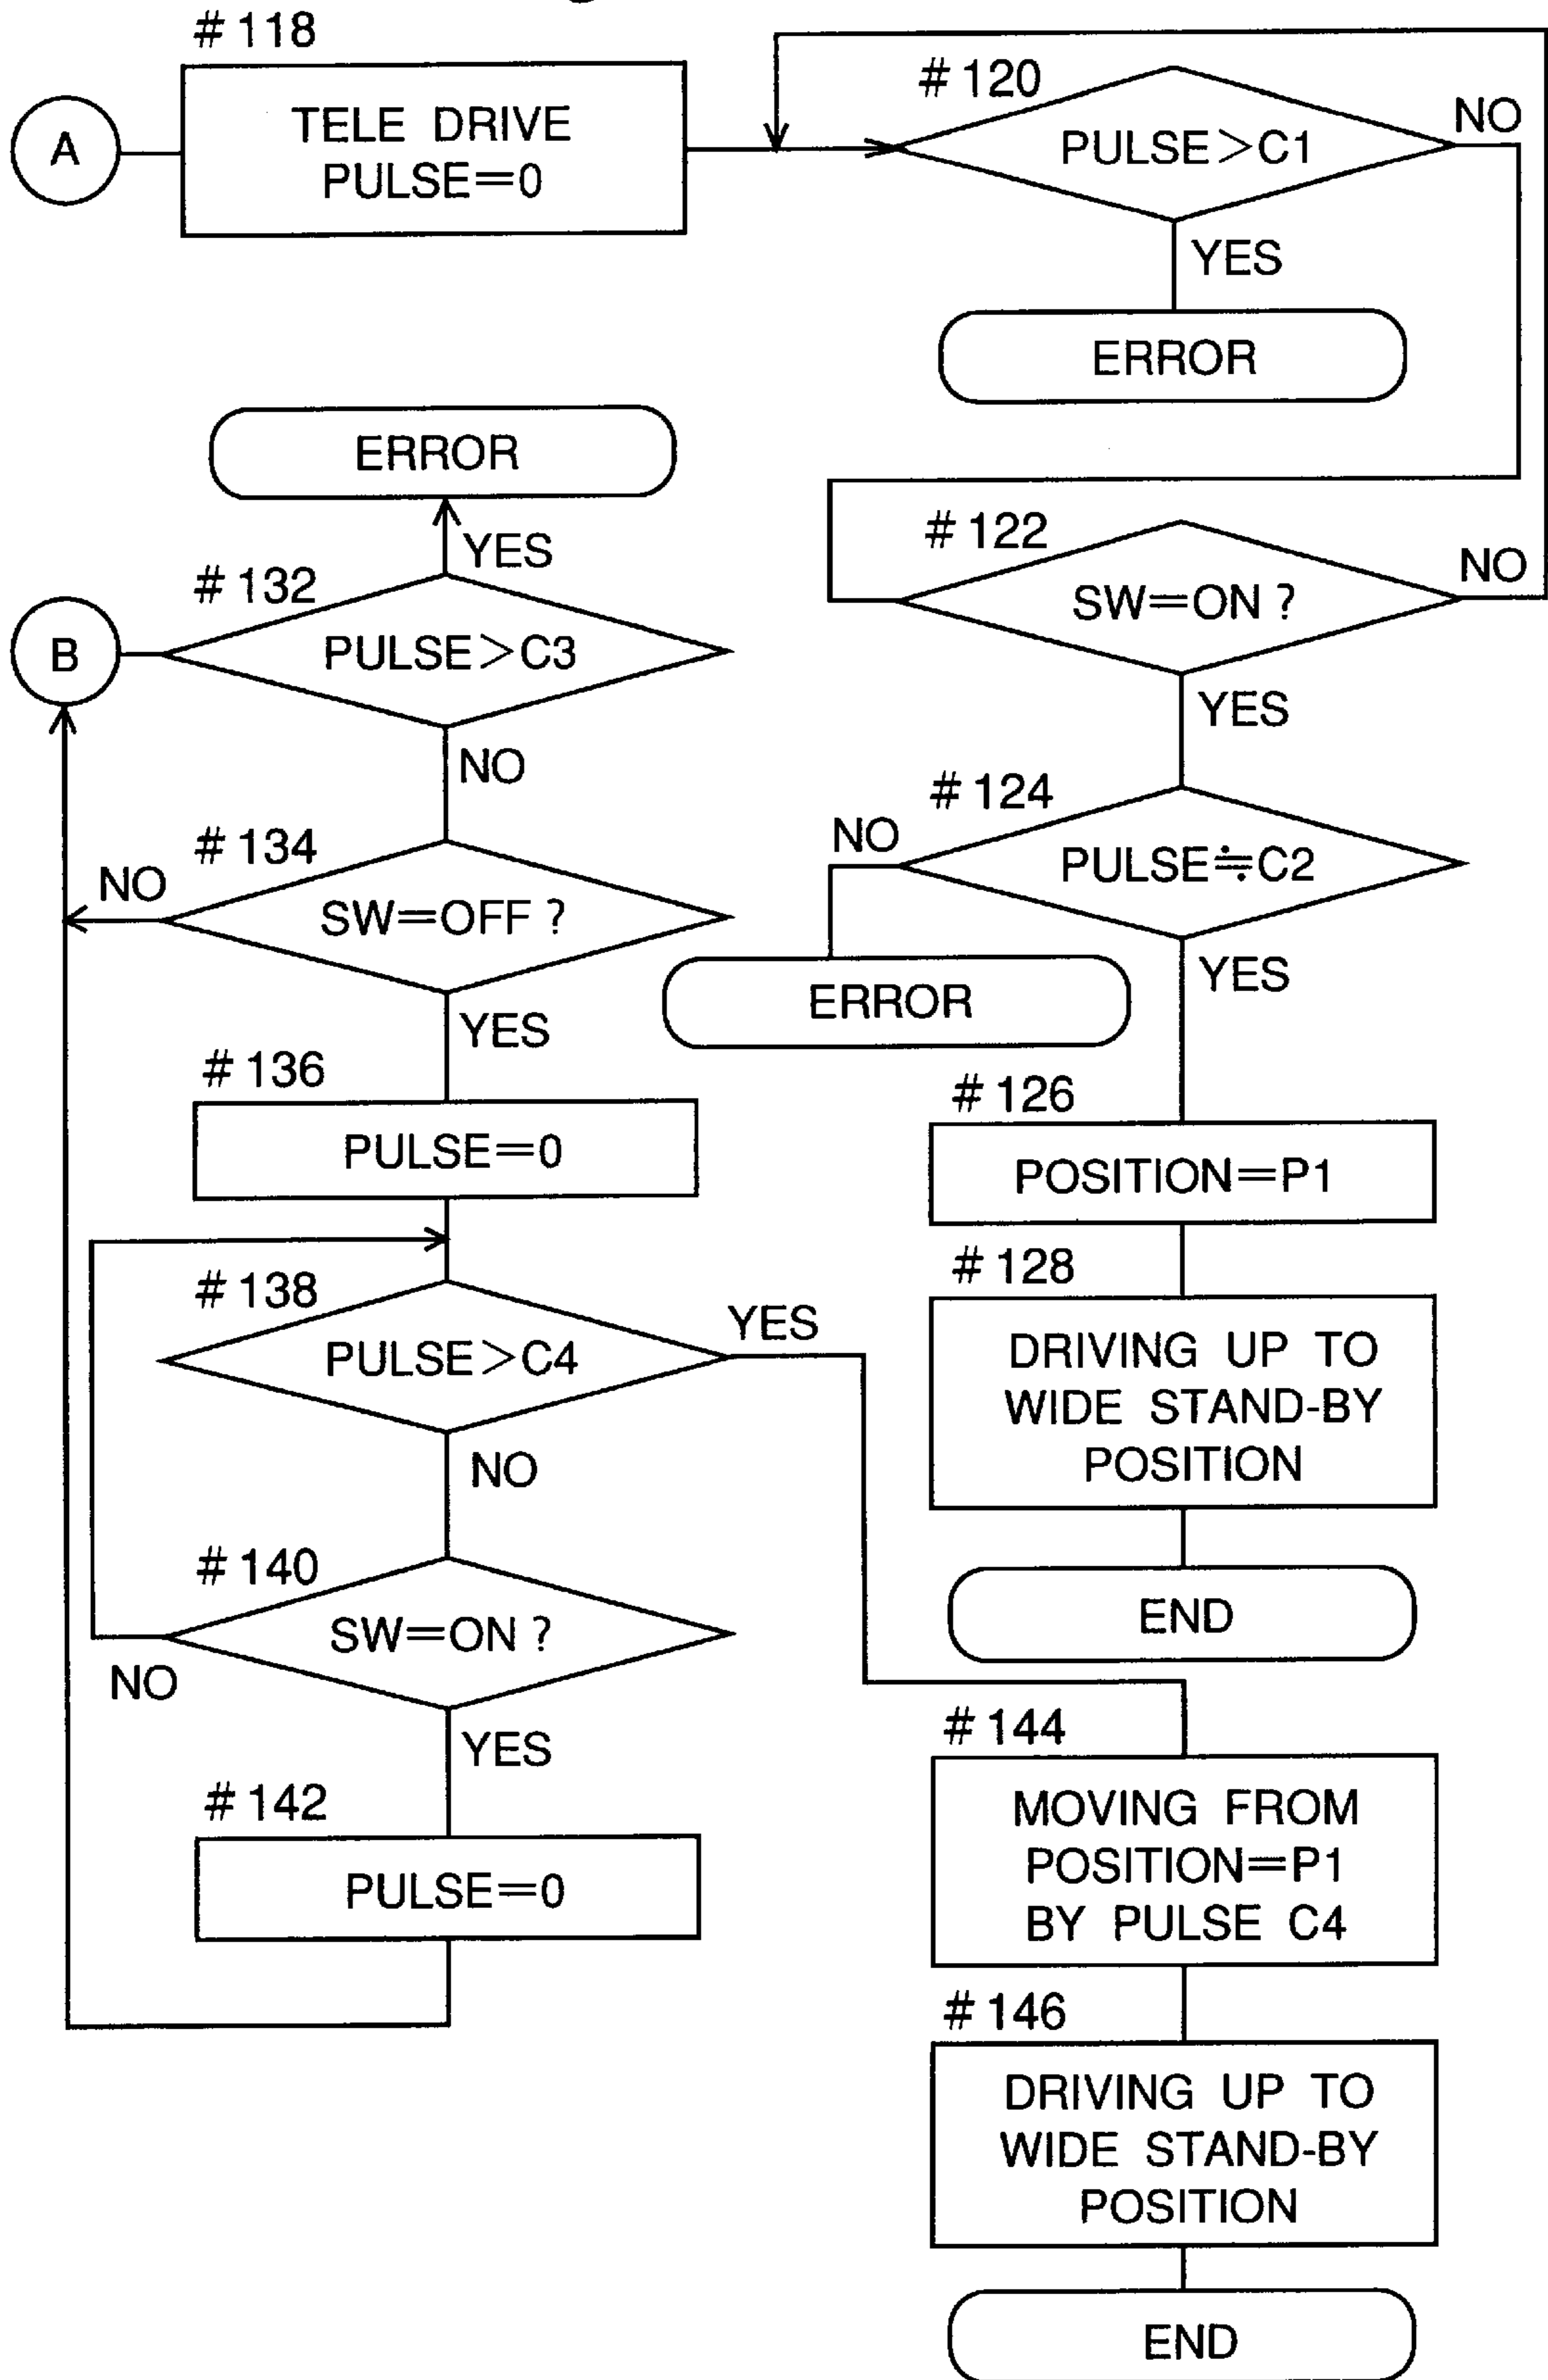 # 118
A
TELE DRIVE
PULSE=0
# 120
PULSE>C1
NO
YES
ERROR
# 122
SW=ON ?
NO
YES
# 124
PULSE≒C2
NO
ERROR
YES
# 126
POSITION=P1
# 128
DRIVING UP TO
WIDE STAND-BY
POSITION
END
ERROR
YES
# 132
B
PULSE>C3
NO
# 134
NO
SW=OFF ?
YES
# 136
PULSE=0
# 138
PULSE>C4
YES
NO
# 140
SW=ON ?
NO
YES
# 142
PULSE=0
# 144
MOVING FROM
POSITION=P1
BY PULSE C4
# 146
DRIVING UP TO
WIDE STAND-BY
POSITION
END